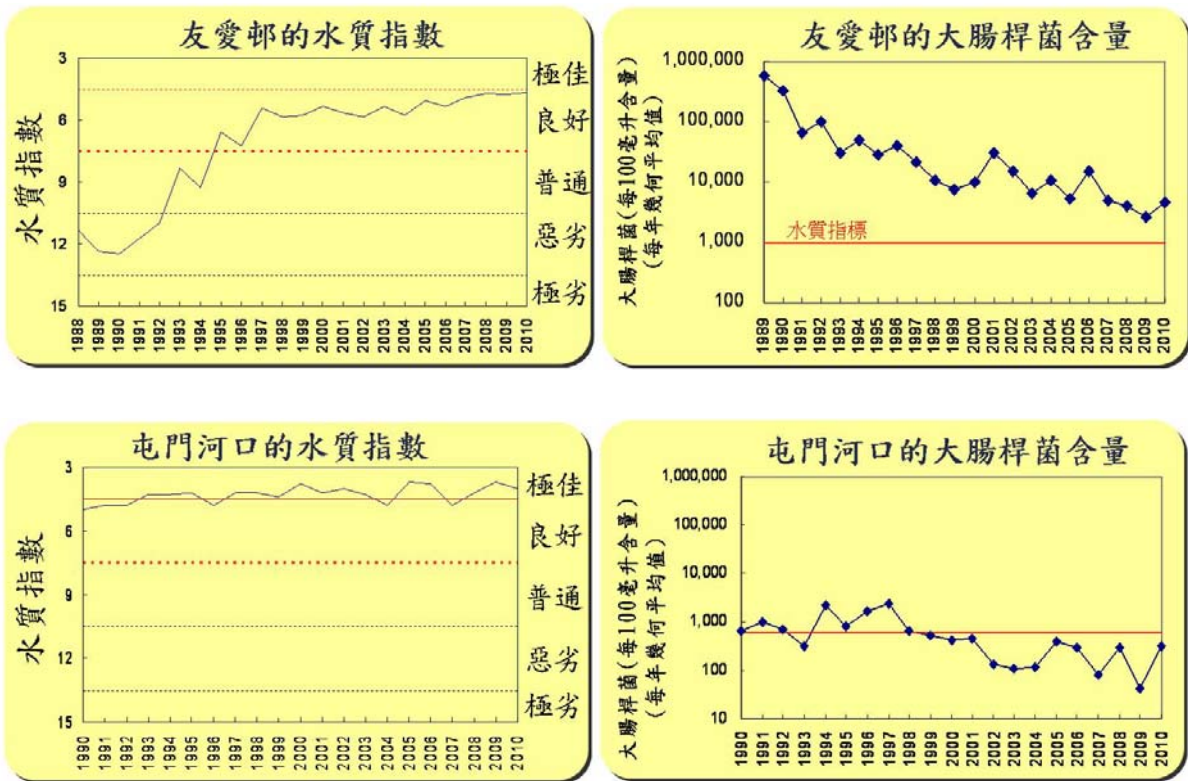 友愛邨的水質指數
水質指數
3
6
9
12
15
極佳
良好
普通
惡劣
極劣
1988 1989 1990 1991 1992 1993 1994 1995 1996 1997 1998 1999 2000 2001 2002 2003 2004 2005 2006 2007 2008 2009 2010
友愛邨的大腸桿菌含量
大腸桿菌(每100毫升含量)
(每年幾何平均值)
1,000,000
100,000
10,000
1,000
100
水質指標
1989 1990 1991 1992 1993 1994 1995 1996 1997 1998 1999 2000 2001 2002 2003 2004 2005 2006 2007 2008 2009 2010
屯門河口的水質指數
水質指數
3
6
9
12
15
極佳
良好
普通
惡劣
極劣
1990 1991 1992 1993 1994 1995 1996 1997 1998 1999 2000 2001 2002 2003 2004 2005 2006 2007 2008 2009 2010
屯門河口的大腸桿菌含量
大腸桿菌(每100毫升含量)
(每年幾何平均值)
1,000,000
100,000
10,000
1,000
100
10
1990 1991 1992 1993 1994 1995 1996 1997 1998 1999 2000 2001 2002 2003 2004 2005 2006 2007 2008 2009 2010